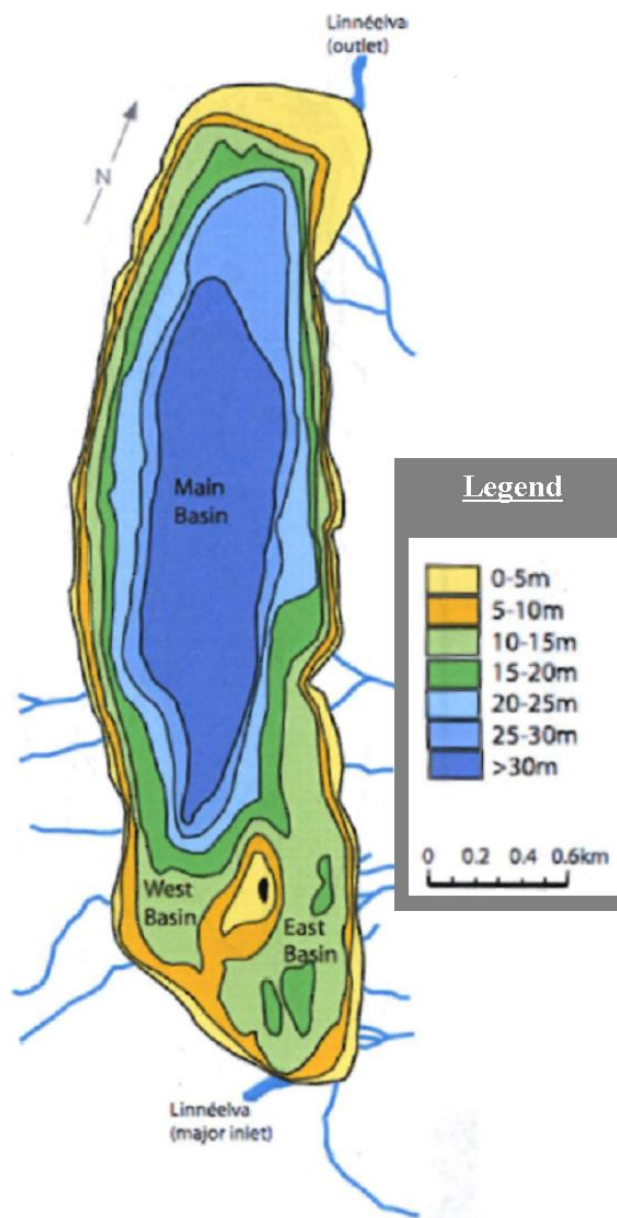 Linnéelva
(outlet)
N
Main
Basin
Legend
0-5m
5-10m
10-15m
15-20m
20-25m
25-30m
>30m
0 0.2 0.4 0.6km
West
Basin
East
Basin
Linnéelva
(major inlet)